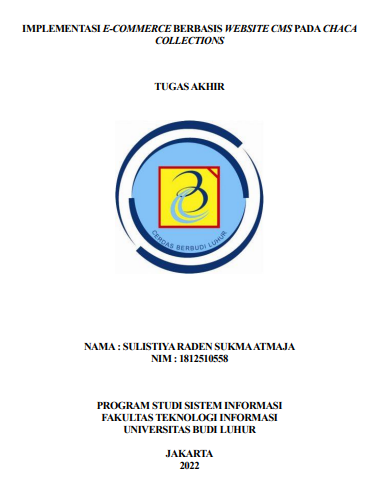 IMPLEMENTASI E-COMMERCE BERBASIS WEBSITE CMS PADA CHACA
COLLECTIONS
TUGAS AKHIR
CERDAS BERBUDI LUHUR
NAMA : SULISTIYA RADEN SUKMA ATMAJA
NIM : 1812510558
PROGRAM STUDI SISTEM INFORMASI
FAKULTAS TEKNOLOGI INFORMASI
UNIVERSITAS BUDI LUHUR
JAKARTA
2022